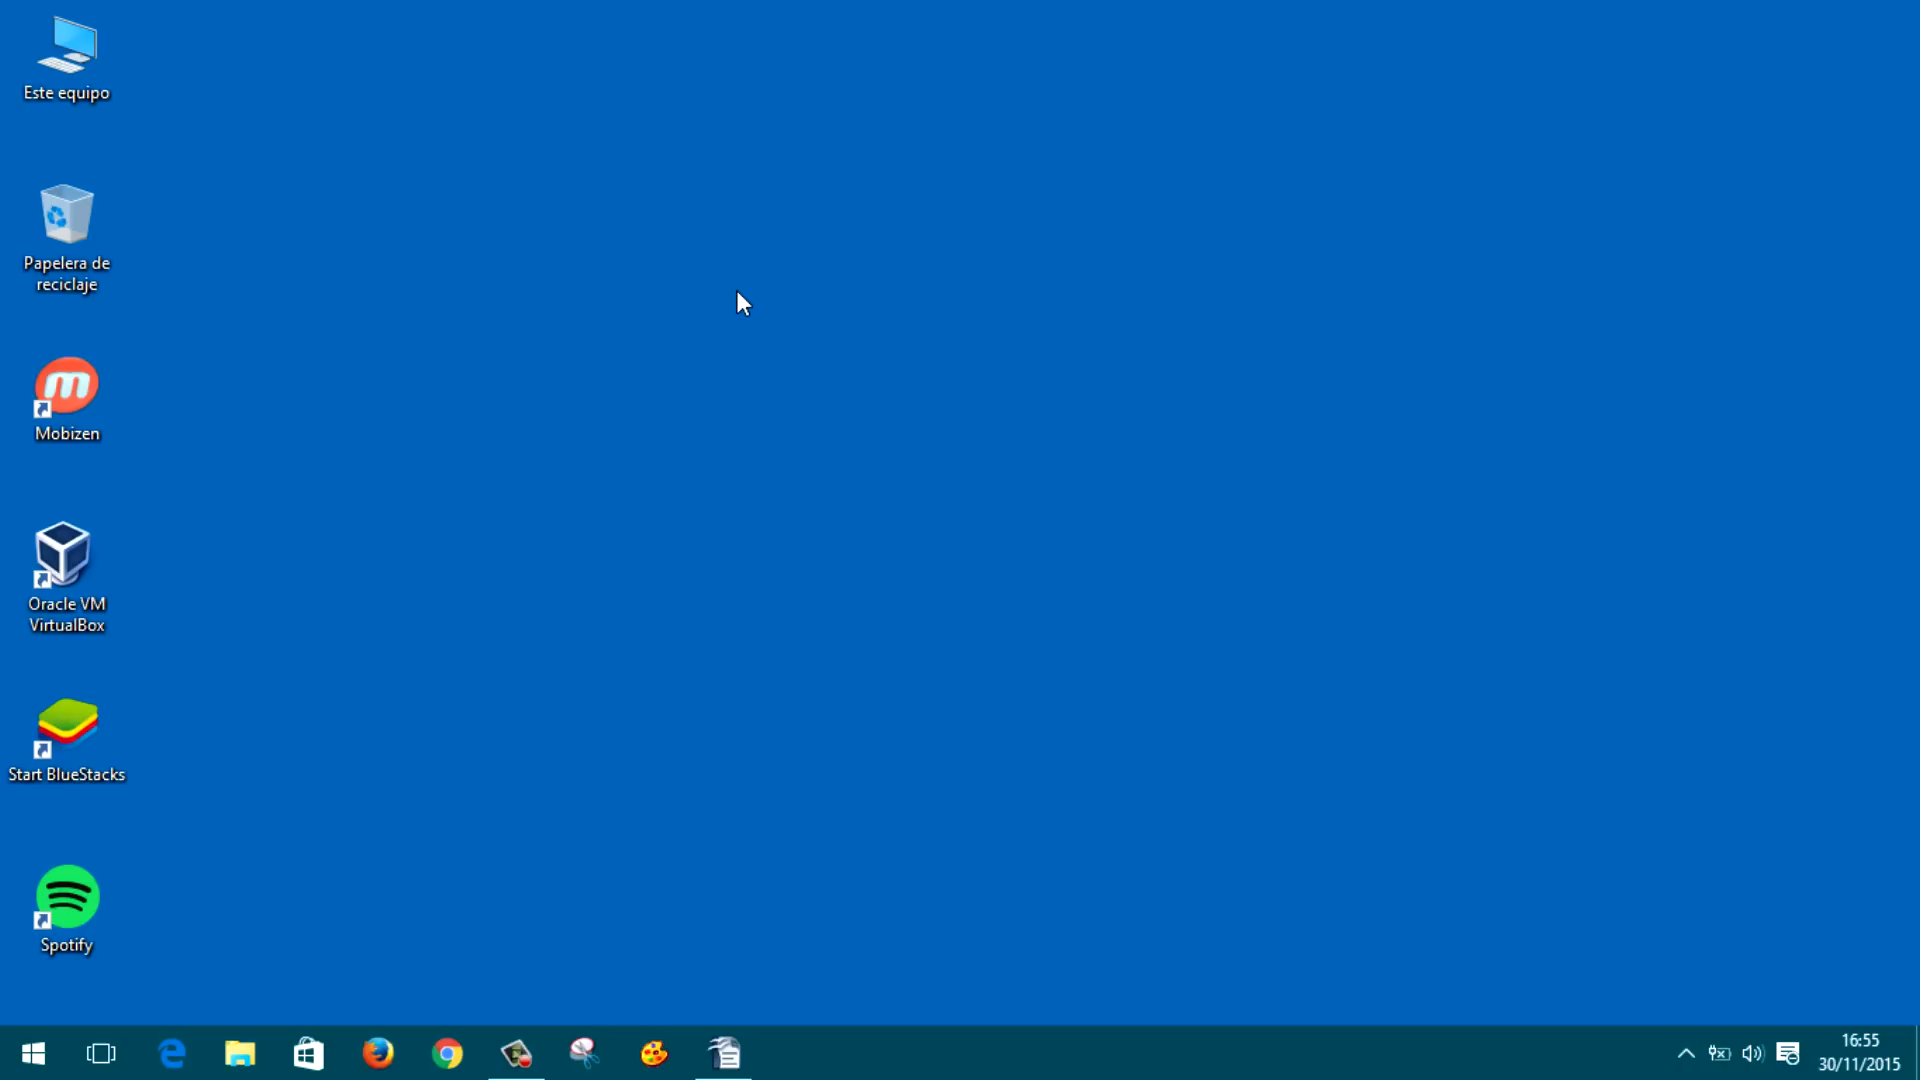 Este equipo
Papelera de
reciclaje
Mobizen
Oracle VM
VirtualBox
Start BlueStacks
Spotify
16:55
30/11/2015